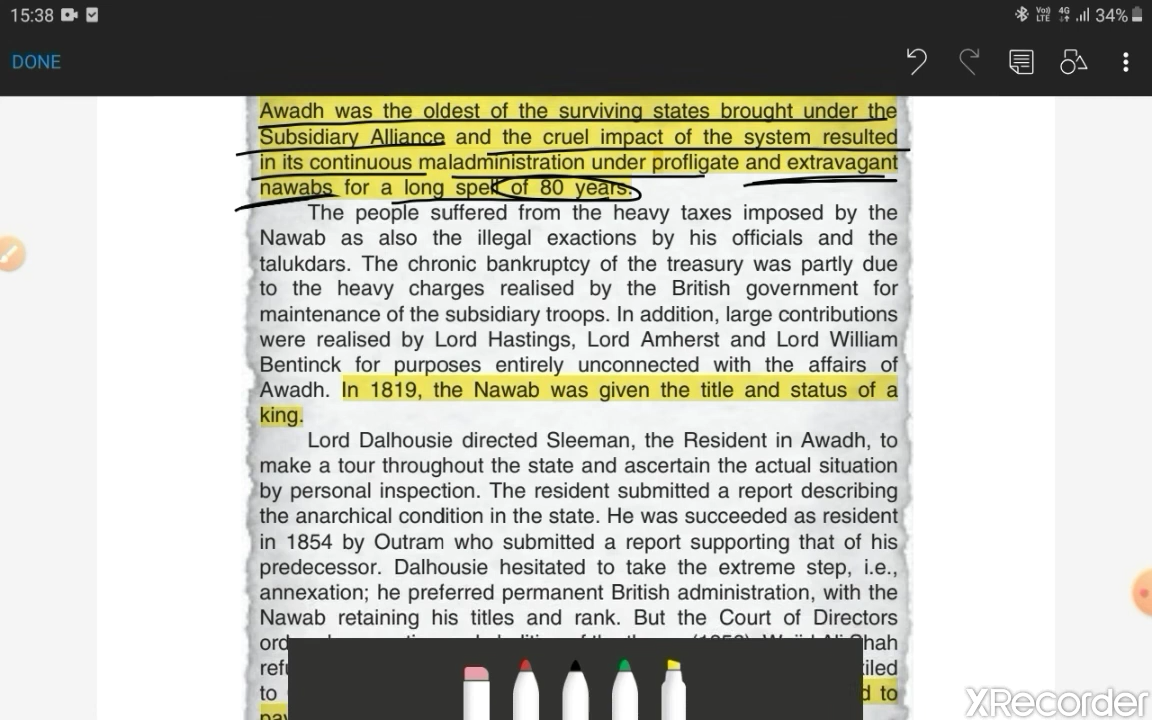 15:38
Vo) LTE 4G 34%
DONE
Awadh was the oldest of the surviving states brought under the
Subsidiary Alliance and the cruel impact of the system resulted
in its continuous maladministration under profligate and extravagant
nawabs for a long spell of 80 years.
The people suffered from the heavy taxes imposed by the
Nawab as also the illegal exactions by his officials and the
talukdars. The chronic bankruptcy of the treasury was partly due
to the heavy charges realised by the British government for
maintenance of the subsidiary troops. In addition, large contributions
were realised by Lord Hastings, Lord Amherst and Lord William
Bentinck for purposes entirely unconnected with the affairs of
Awadh. In 1819, the Nawab was given the title and status of a
king.
Lord Dalhousie directed Sleeman, the Resident in Awadh, to
make a tour throughout the state and ascertain the actual situation
by personal inspection. The resident submitted a report describing
the anarchical condition in the state. He was succeeded as resident
in 1854 by Outram who submitted a report supporting that of his
predecessor. Dalhousie hesitated to take the extreme step, i.e.,
annexation; he preferred permanent British administration, with the
Nawab retaining his titles and rank. But the Court of Directors
to d to
XRecorder